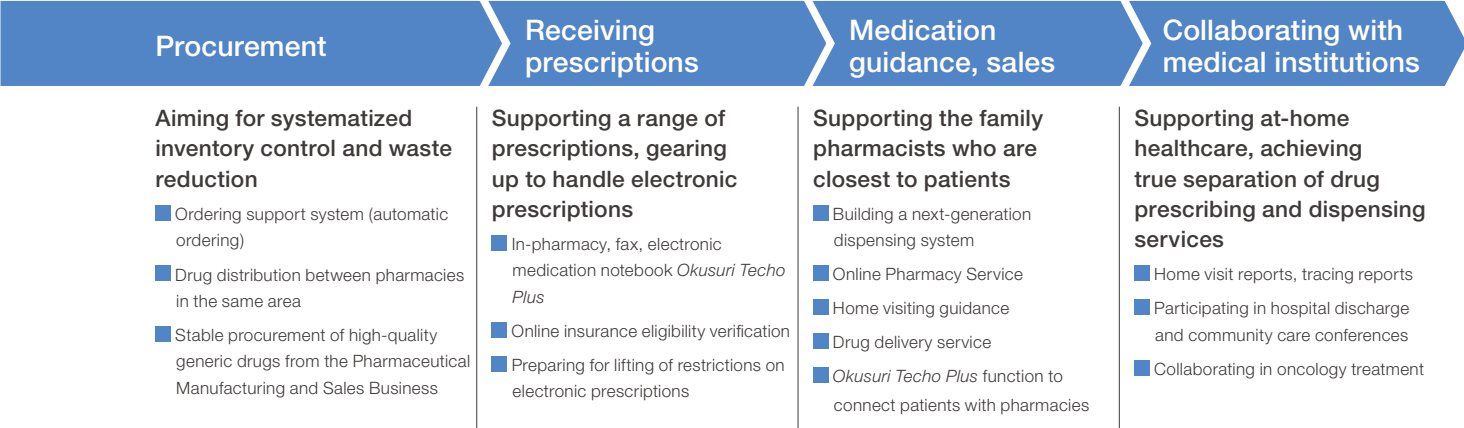 Procurement
Receiving
prescriptions
Medication
guidance, sales
Collaborating with
medical institutions
Aiming for systematized
inventory control and waste
reduction
Ordering support system (automatic
ordering)
Drug distribution between pharmacies
in the same area
Stable procurement of high-quality
generic drugs from the Pharmaceutical
Manufacturing and Sales Business
Supporting a range of
prescriptions, gearing
up to handle electronic
prescriptions
In-pharmacy, fax, electronic
medication notebook Okusuri Techo
Plus
Online insurance eligibility verification
Preparing for lifting of restrictions on
electronic prescriptions
Supporting the family
pharmacists who are
closest to patients
Building a next-generation
dispensing system
Online Pharmacy Service
Home visiting guidance
Drug delivery service
Okusuri Techo Plus function to
connect patients with pharmacies
Supporting at-home
healthcare, achieving
true separation of drug
prescribing and dispensing
services
Home visit reports, tracing reports
Participating in hospital discharge
and community care conferences
Collaborating in oncology treatment